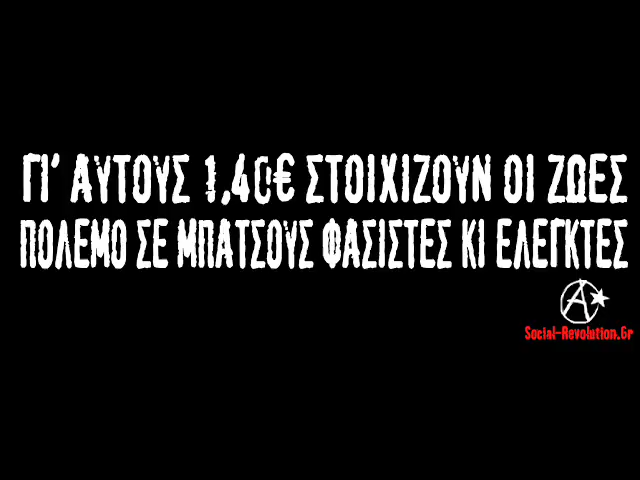 ΓΙ' ΑΥΤΟΥΣ 1,40€ ΣΤΟΙΧΙΖΟΥΝ ΟΙ ΖΩΕΣ
ΠΟΛΕΜΟ ΣΕ ΜΠΑΤΣΟΥΣ ΦΑΣΙΣΤΕΣ ΚΙ ΕΛΕΓΚΤΕΣ
A
Social-Revolution.Gr